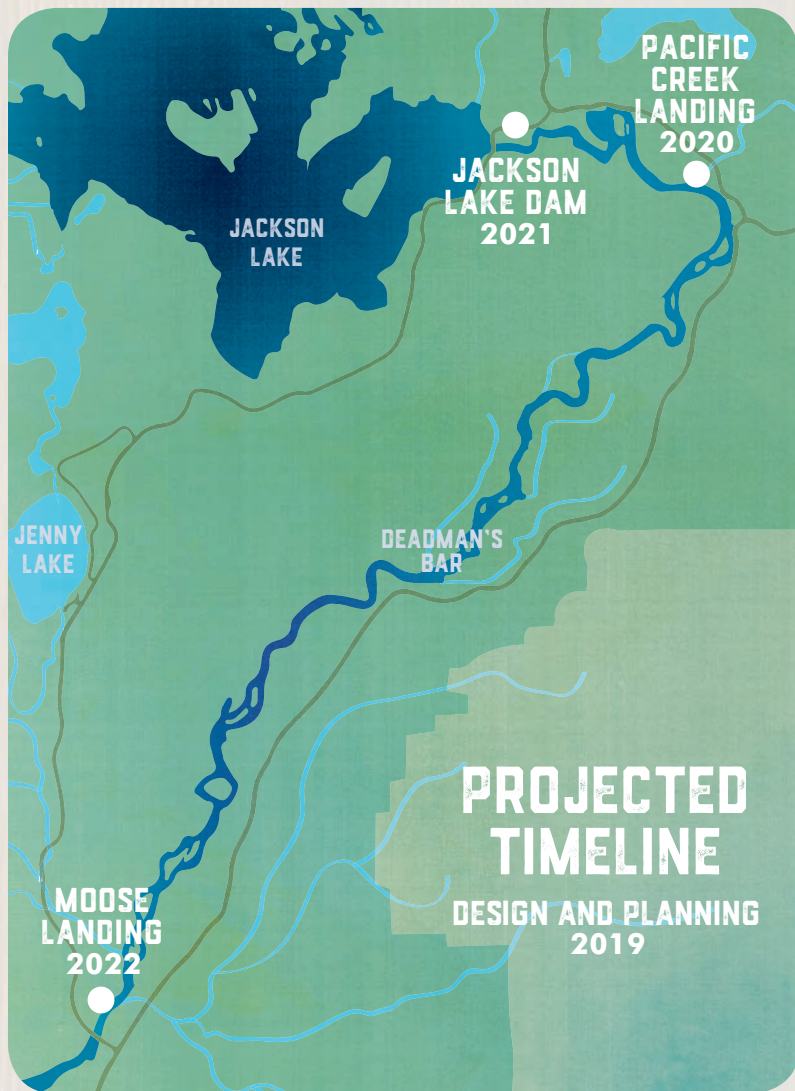 PACIFIC
CREEK
LANDING
2020
JACKSON
LAKE DAM
2021
JACKSON
LAKE
JENNY
LAKE
DEADMAN'S
BAR
PROJECTED
TIMELINE
DESIGN AND PLANNING
2019
MOOSE
LANDING
2022